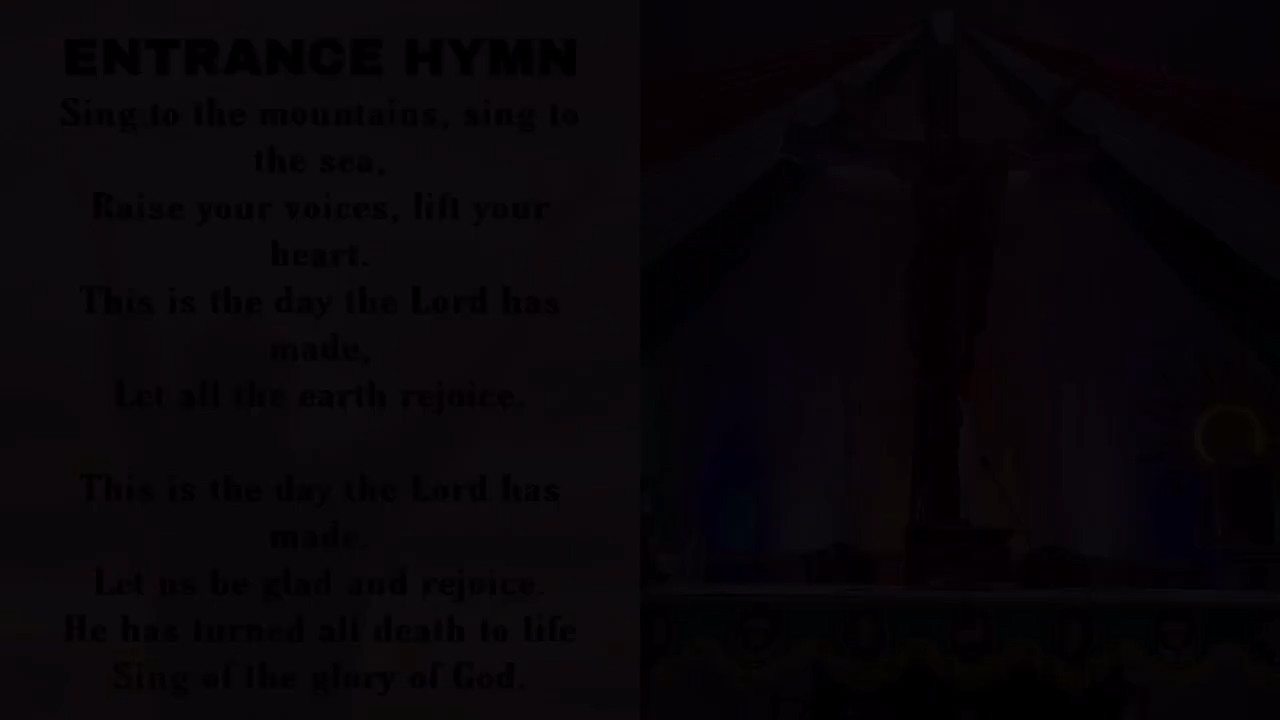 ENTRANCE HYMN
Sing to the mountains, sing to
the sea,
Raise your voices, lift your
heart.
This is the day the Lord has
made,
Let all the earth rejoice.
This is the day the Lord has
made.
Let us be glad and rejoice.
He has turned all death to life
Sing of the glory of God.